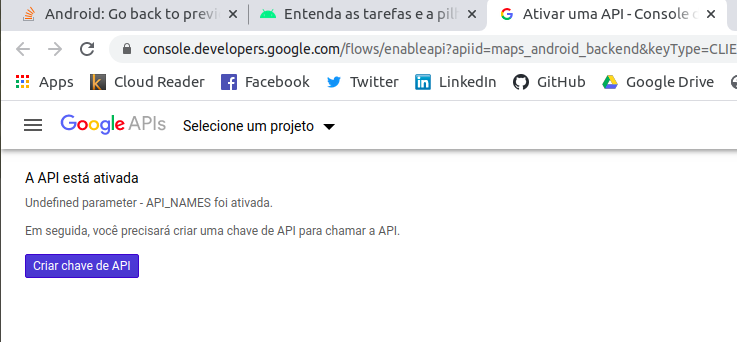 Android: Go back to previ
Entenda as tarefas e a pilh
Ativar uma API - Console
console.developers.google.com/flows/enableapi?apiid=maps_android_backend&keyType=CLIE
Apps
Cloud Reader
Facebook
Twitter
LinkedIn
GitHub
Google Drive
Google APIs
Selecione um projeto
A API está ativada
Undefined parameter - API_NAMES foi ativada.
Em seguida, você precisará criar uma chave de API para chamar a API.
Criar chave de API